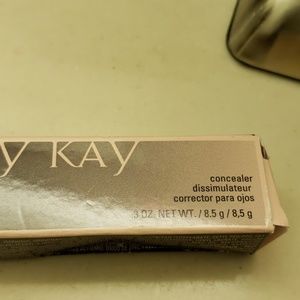 Y KAY
concealer
dissimulateur
corrector para ojos
.3 OZ. NET WT. / 8.5 g / 8,5 g